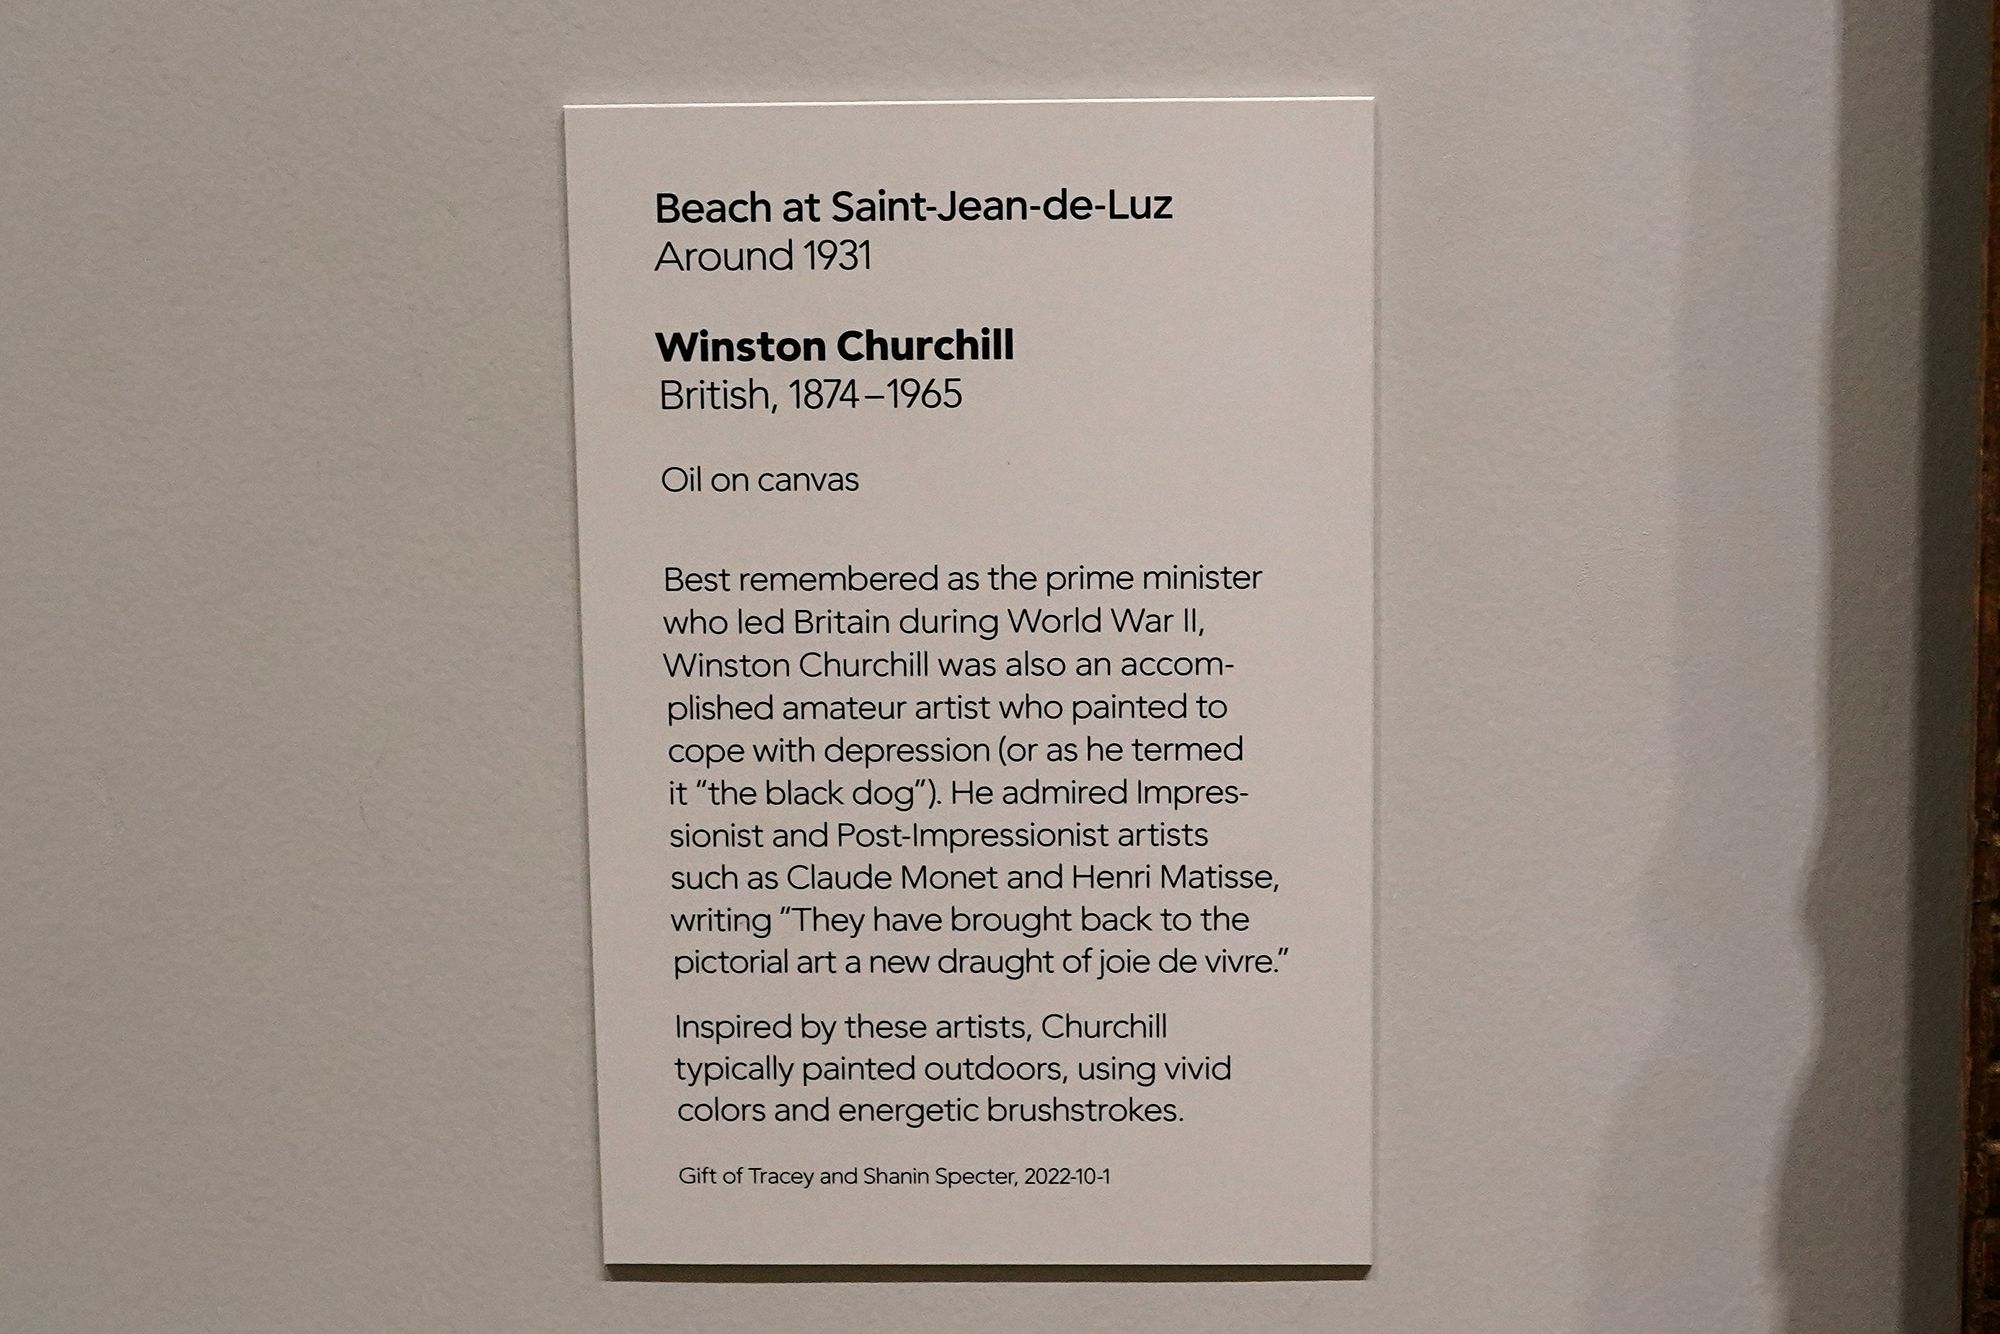 Beach at Saint-Jean-de-Luz
Around 1931
Winston Churchill
British, 1874–1965
Oil on canvas
Best remembered as the prime minister
who led Britain during World War II,
Winston Churchill was also an accom-
plished amateur artist who painted to
cope with depression (or as he termed
it “the black dog”). He admired Impres-
sionist and Post-Impressionist artists
such as Claude Monet and Henri Matisse,
writing “They have brought back to the
pictorial art a new draught of joie de vivre.”
Inspired by these artists, Churchill
typically painted outdoors, using vivid
colors and energetic brushstrokes.
Gift of Tracey and Shanin Specter, 2022-10-1